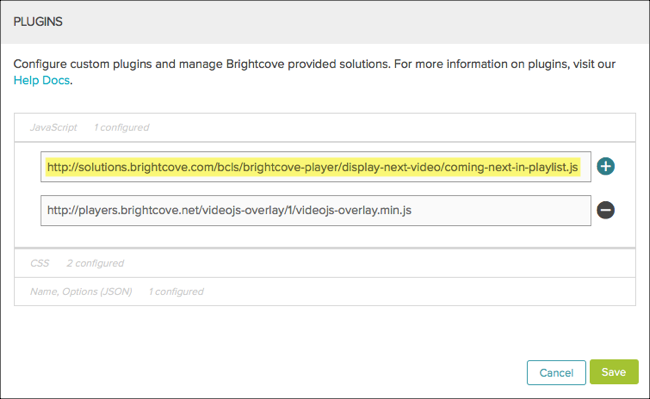 PLUGINS
Configure custom plugins and manage Brightcove provided solutions. For more information on plugins, visit our
Help Docs.
JavaScript 1 configured
http://solutions.brightcove.com/bcls/brightcove-player/display-next-video/coming-next-in-playlist.js
http://players.brightcove.net/videojs-overlay/1/videojs-overlay.min.js
CSS 2 configured
Name, Options (JSON) 1 configured
Cancel Save